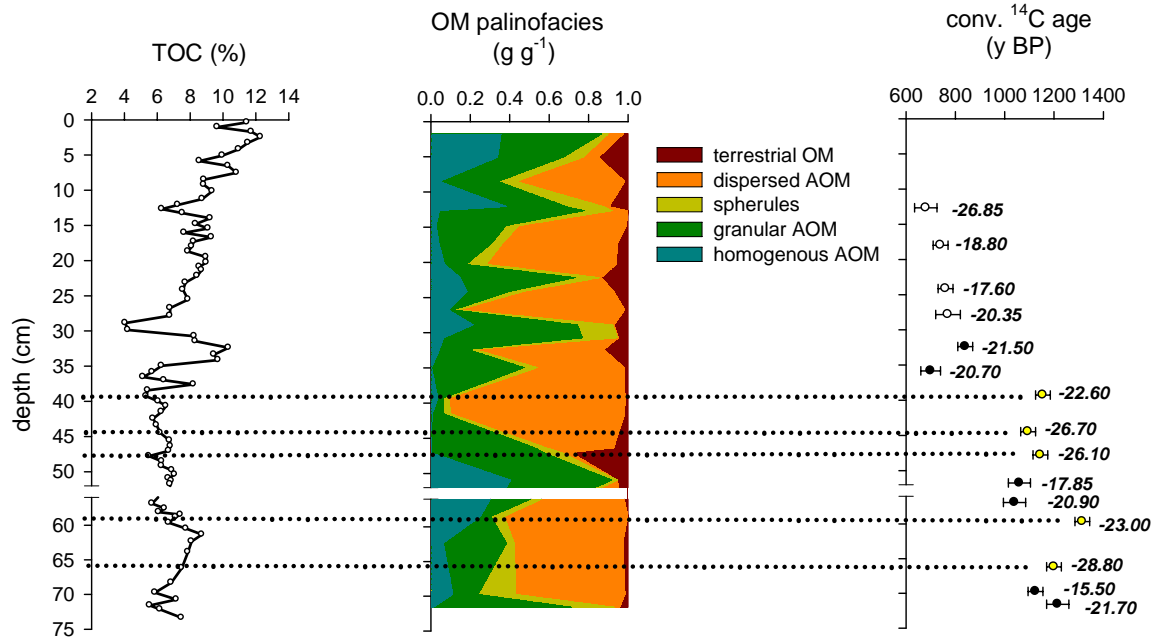 OM palinofacies
(g g⁻¹)
conv. ¹⁴C age
(y BP)
TOC (%)
2 4 6 8 10 12 14
0.0 0.2 0.4 0.6 0.8 1.0
600 800 1000 1200 1400
depth (cm)
0
5
10
15
20
25
30
35
40
45
50
60
65
70
75
terrestrial OM
dispersed AOM
spherules
granular AOM
homogenous AOM
-26.85
-18.80
-17.60
-20.35
-21.50
-20.70
-22.60
-26.70
-26.10
-17.85
-20.90
-23.00
-28.80
-15.50
-21.70